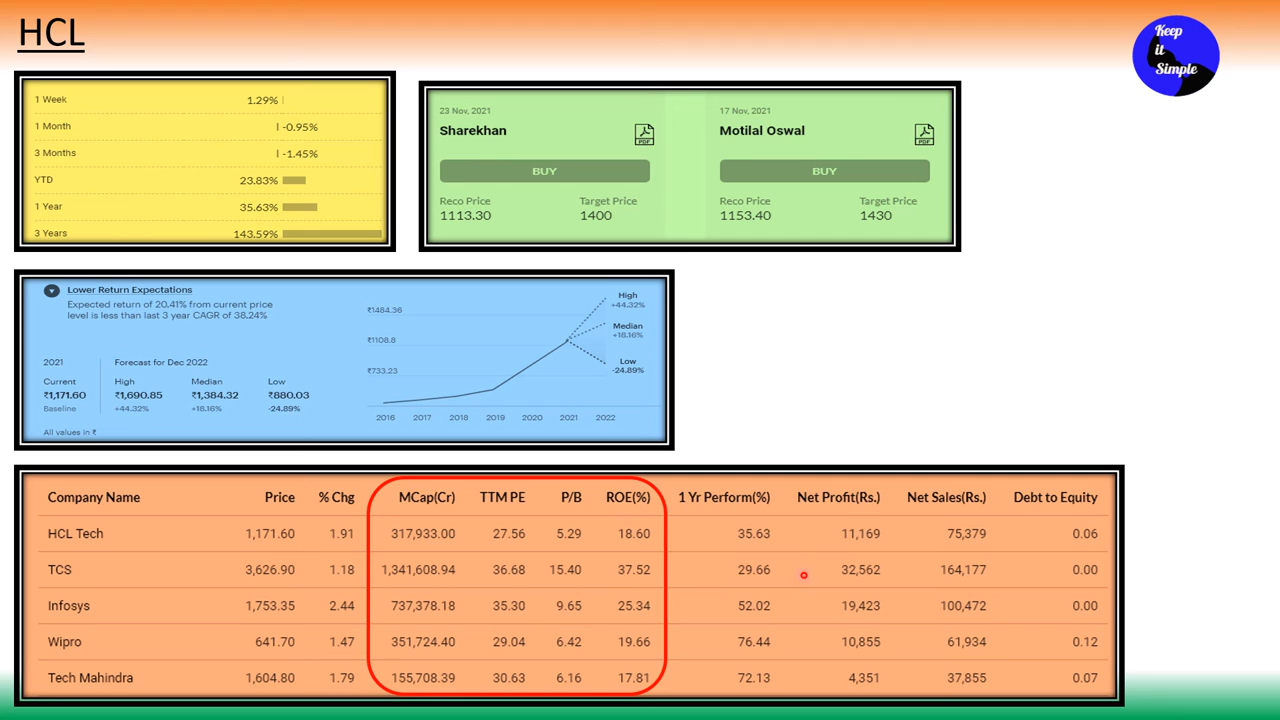 HCL
Keep
it
Simple
1 Week 1.29%
1 Month -0.95%
3 Months -1.45%
YTD 23.83%
1 Year 35.63%
3 Years 143.59%
23 Nov, 2021
Sharekhan
PDF
BUY
Reco Price Target Price
1113.30 1400
17 Nov, 2021
Motilal Oswal
PDF
BUY
Reco Price Target Price
1153.40 1430
Lower Return Expectations
Expected return of 20.41% from current price
level is less than last 3 year CAGR of 38.24%
2021 Forecast for Dec 2022
Current High Median Low
₹1,171.60 ₹1,690.85 ₹1,384.32 ₹880.03
Baseline +44.32% +18.16% -24.89%
All values in ₹
₹1484.36
₹1108.8
₹733.23
High
+44.32%
Median
+18.16%
Low
-24.89%
2016 2017 2018 2019 2020 2021 2022
Company Name Price % Chg MCap(Cr) TTM PE P/B ROE(%) 1 Yr Perform(%) Net Profit(Rs.) Net Sales(Rs.) Debt to Equity
HCL Tech 1,171.60 1.91 317,933.00 27.56 5.29 18.60 35.63 11,169 75,379 0.06
TCS 3,626.90 1.18 1,341,608.94 36.68 15.40 37.52 29.66 32,562 164,177 0.00
Infosys 1,753.35 2.44 737,378.18 35.30 9.65 25.34 52.02 19,423 100,472 0.00
Wipro 641.70 1.47 351,724.40 29.04 6.42 19.66 76.44 10,855 61,934 0.12
Tech Mahindra 1,604.80 1.79 155,708.39 30.63 6.16 17.81 72.13 4,351 37,855 0.07